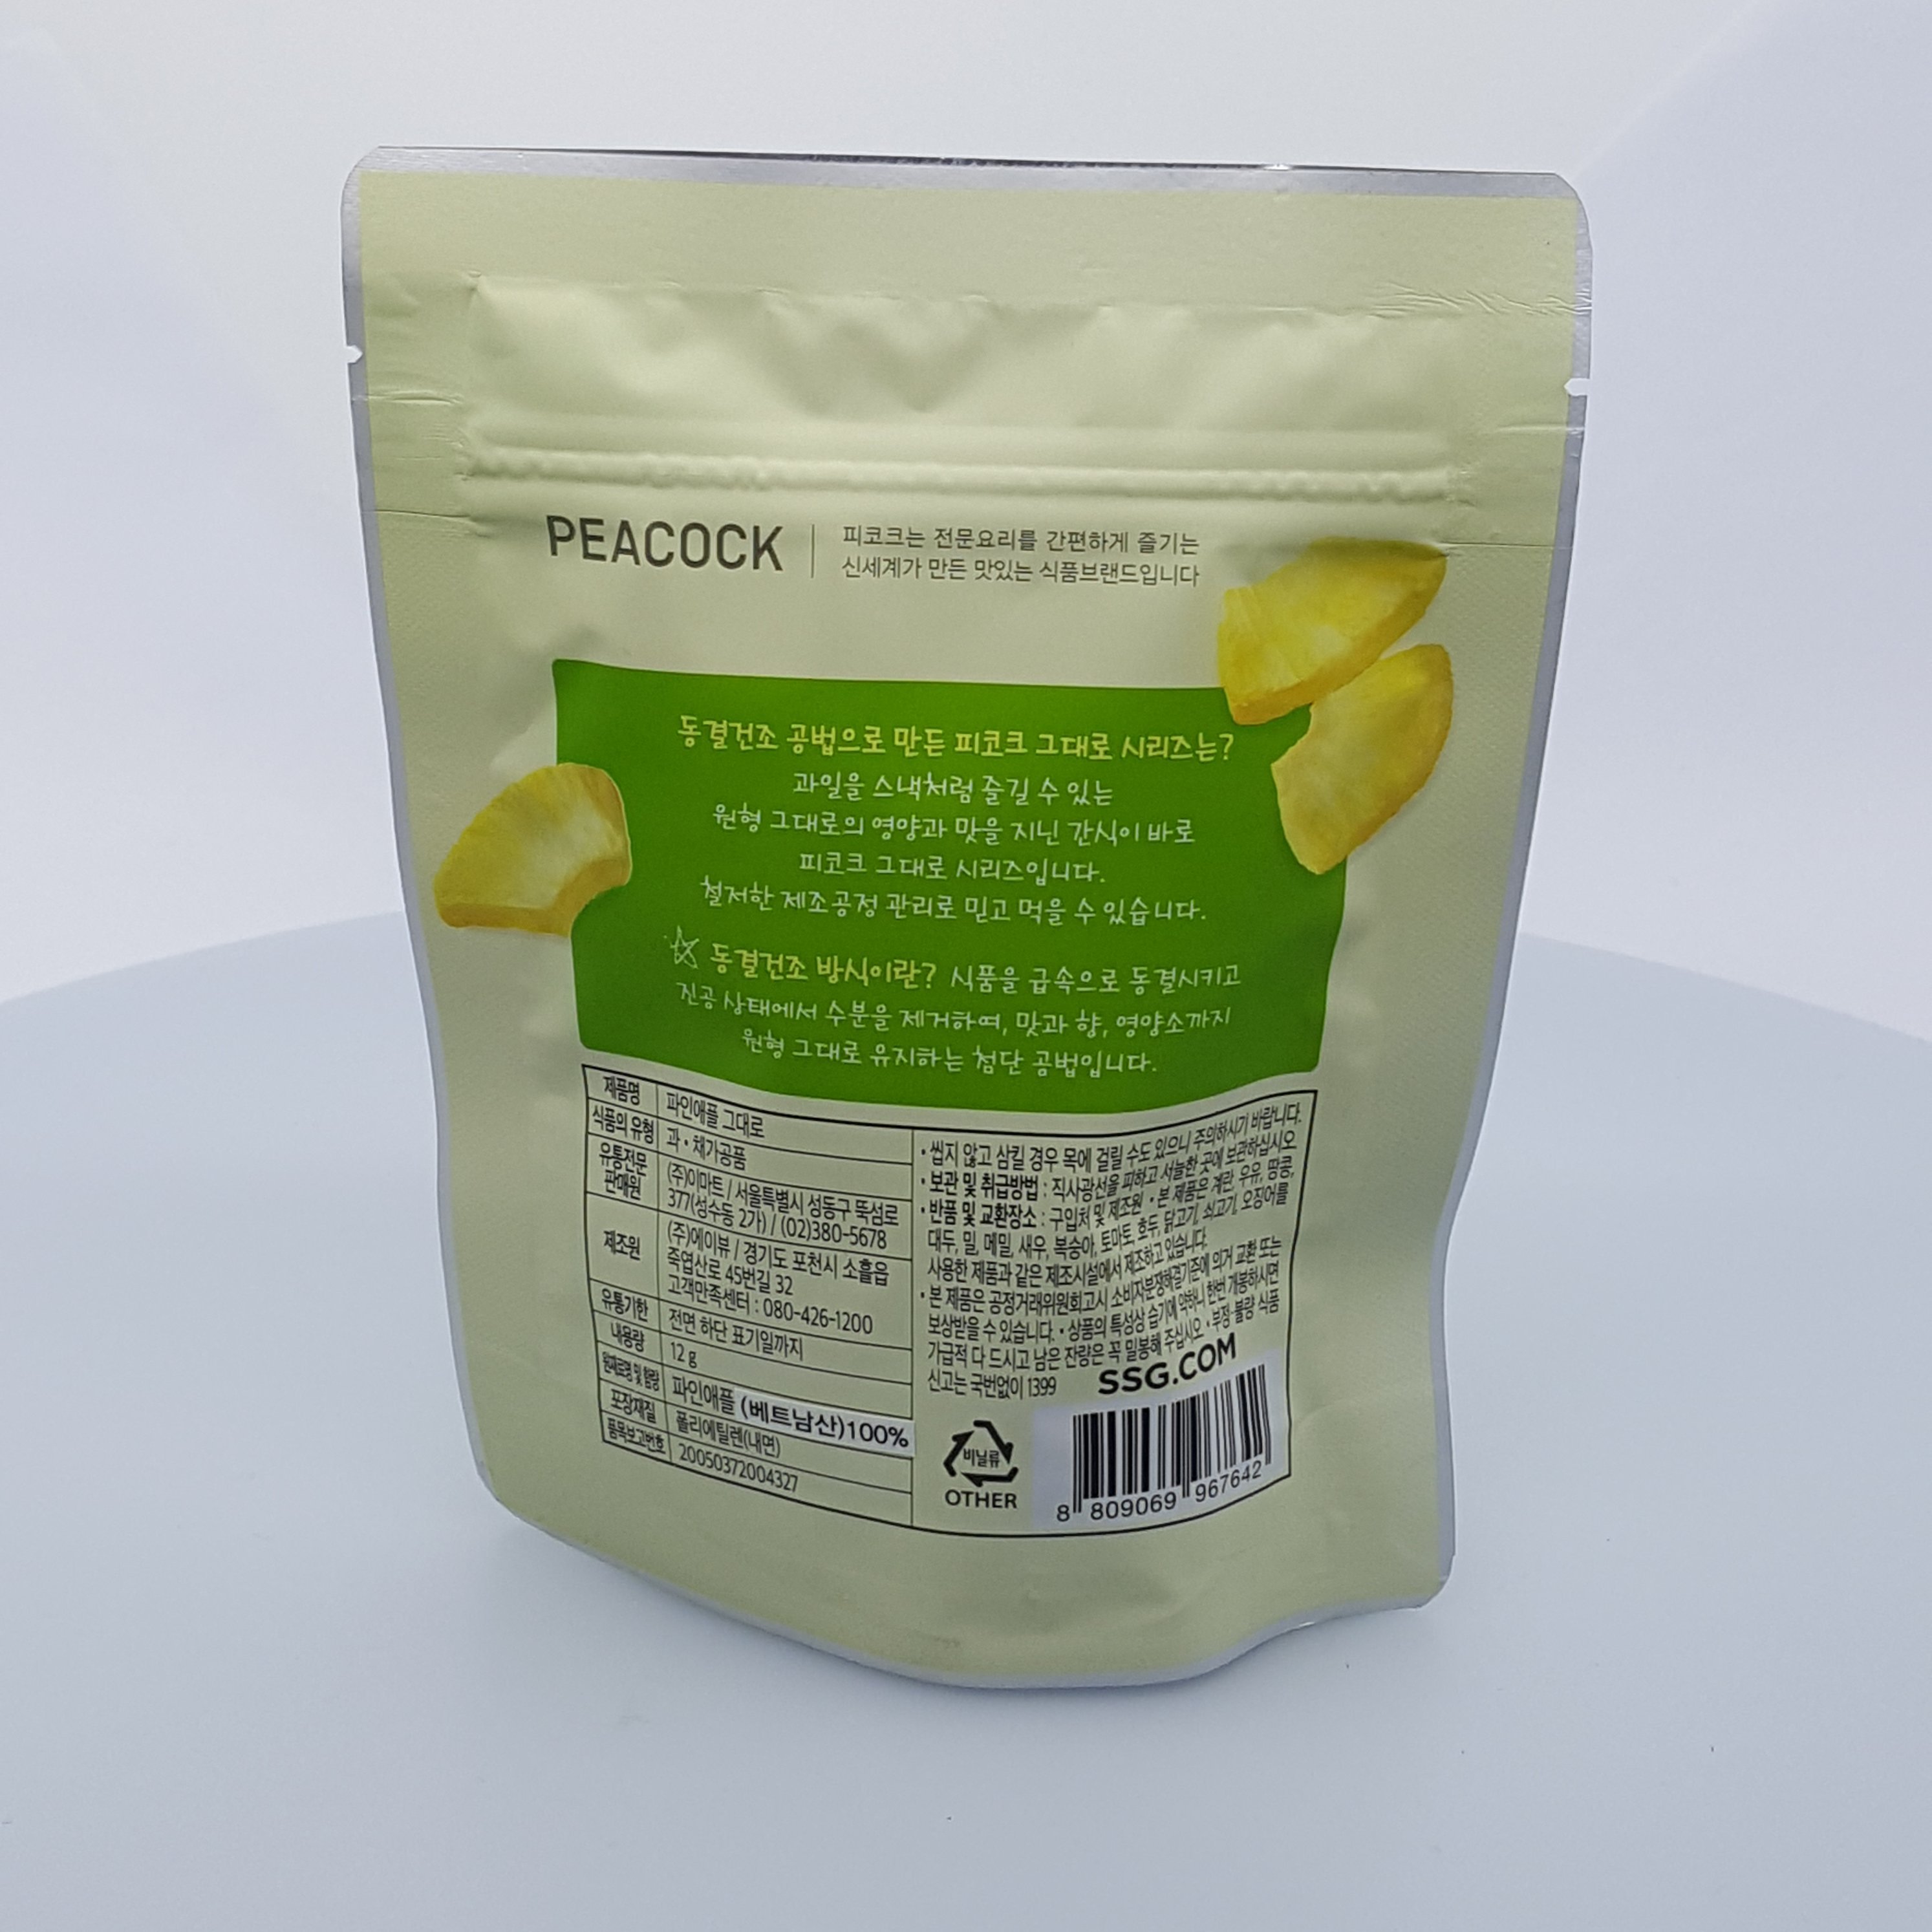 PEACOCK
피코크는 전문요리를 간편하게 즐기는
신세계가 만든 맛있는 식품브랜드입니다
동결건조 공법으로 만든 피코크 그대로 시리즈는?
과일을 스낵처럼 즐길 수 있는
원형 그대로의 영양과 맛을 지닌 간식이 바로
피코크 그대로 시리즈입니다.
철저한 제조공정 관리로 믿고 먹을 수 있습니다.
동결건조 방식이란? 식품을 급속으로 동결시키고
진공 상태에서 수분을 제거하여, 맛과 향, 영양소까지
원형 그대로 유지하는 첨단 공법입니다.
제품명 파인애플 그대로
식품의 유형 과·채가공품
유통전문
판매원
(주)이마트 / 서울특별시 성동구 뚝섬로
377(성수동 2가) / (02)380-5678
제조원
(주)에이뷰 / 경기도 포천시 소흘읍
죽엽산로 45번길 32
고객만족센터 : 080-426-1200
유통기한 전면 하단 표기일까지
내용량 12 g
원재료명 및 함량 파인애플 (베트남산)100%
포장재질 폴리에틸렌(내면)
품목보고번호 20050372004327
· 씹지 않고 삼킬 경우 목에 걸릴 수도 있으니 주의하시기 바랍니다.
· 보관 및 취급방법 : 직사광선을 피하고 서늘한 곳에 보관하십시오
· 반품 및 교환장소 : 구입처 및 제조원 · 본 제품은 계란, 우유, 땅콩,
대두, 밀, 메밀, 새우, 복숭아, 토마토, 호두, 닭고기, 쇠고기, 오징어를
사용한 제품과 같은 제조시설에서 제조하고 있습니다.
· 본 제품은 공정거래위원회고시 소비자분쟁해결기준에 의거 교환 또는
보상받을 수 있습니다. · 상품의 특성상 습기에 약하니 한번 개봉하시면
가급적 다 드시고 남은 잔량은 꼭 밀봉해 주십시오 · 부정·불량 식품
신고는 국번없이 1399
SSG.COM
비닐류
OTHER
8 809069 967642